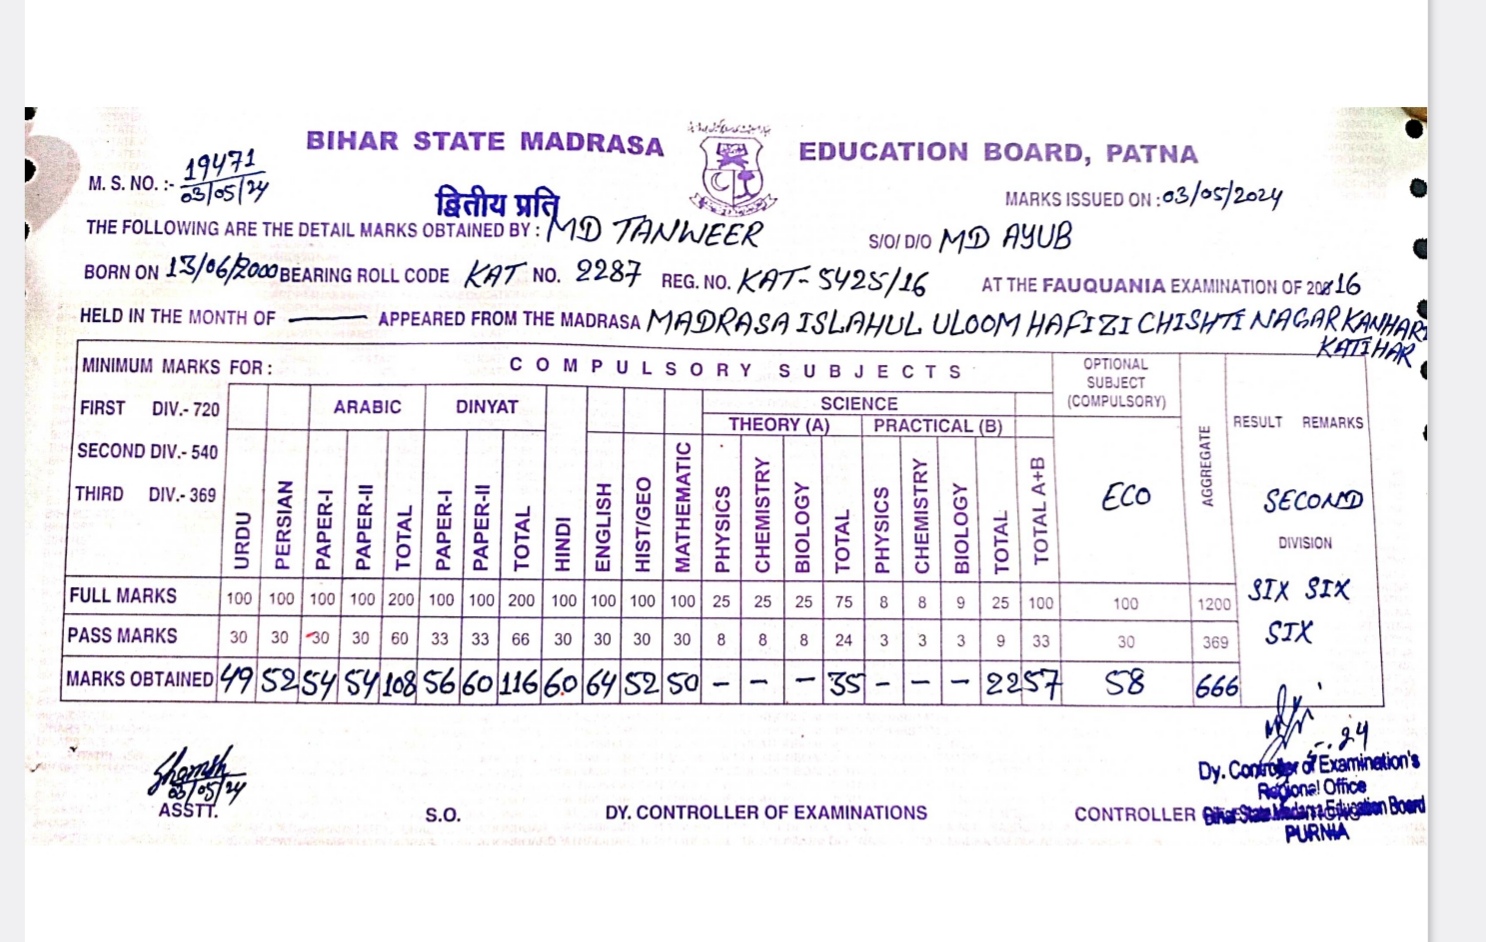 BIHAR STATE MADRASA EDUCATION BOARD, PATNA
M. S. NO. :- 19471
03/05/24
द्वितीय प्रति
MARKS ISSUED ON : 03/05/2024
THE FOLLOWING ARE THE DETAIL MARKS OBTAINED BY : MD TANWEER S/O/ D/O MD AYUB
BORN ON 13/06/2000 BEARING ROLL CODE KAT NO. 2287 REG. NO. KAT-5425/16 AT THE FAUQUANIA EXAMINATION OF 2016
HELD IN THE MONTH OF — APPEARED FROM THE MADRASA MADRASA ISLAHUL ULOOM HAFIZI CHISHTI NAGAR KANHARI
KATIHAR
MINIMUM MARKS FOR :
FIRST DIV.- 720
SECOND DIV.- 540
THIRD DIV.- 369
COMPULSORY SUBJECTS
OPTIONAL SUBJECT (COMPULSORY)
AGGREGATE
RESULT REMARKS
ARABIC DINYAT SCIENCE
THEORY (A) PRACTICAL (B)
URDU PERSIAN PAPER-I PAPER-II TOTAL PAPER-I PAPER-II TOTAL HINDI ENGLISH HIST/GEO MATHEMATIC PHYSICS CHEMISTRY BIOLOGY TOTAL PHYSICS CHEMISTRY BIOLOGY TOTAL TOTAL A+B ECO
SECOND
DIVISION
SIX SIX
SIX
FULL MARKS 100 100 100 100 200 100 100 200 100 100 100 100 25 25 25 75 8 8 9 25 100 100 1200
PASS MARKS 30 30 30 30 60 33 33 66 30 30 30 30 8 8 8 24 3 3 3 9 33 30 369
MARKS OBTAINED 49 52 54 54 108 56 60 116 60 64 52 50 – – – 35 – – – 22 57 58 666
03/05/24
ASSTT.
S.O.
DY. CONTROLLER OF EXAMINATIONS
CONTROLLER
Dy. Controller of Examination's
Regional Office
Bihar State Madarsa Education Board
PURNIA